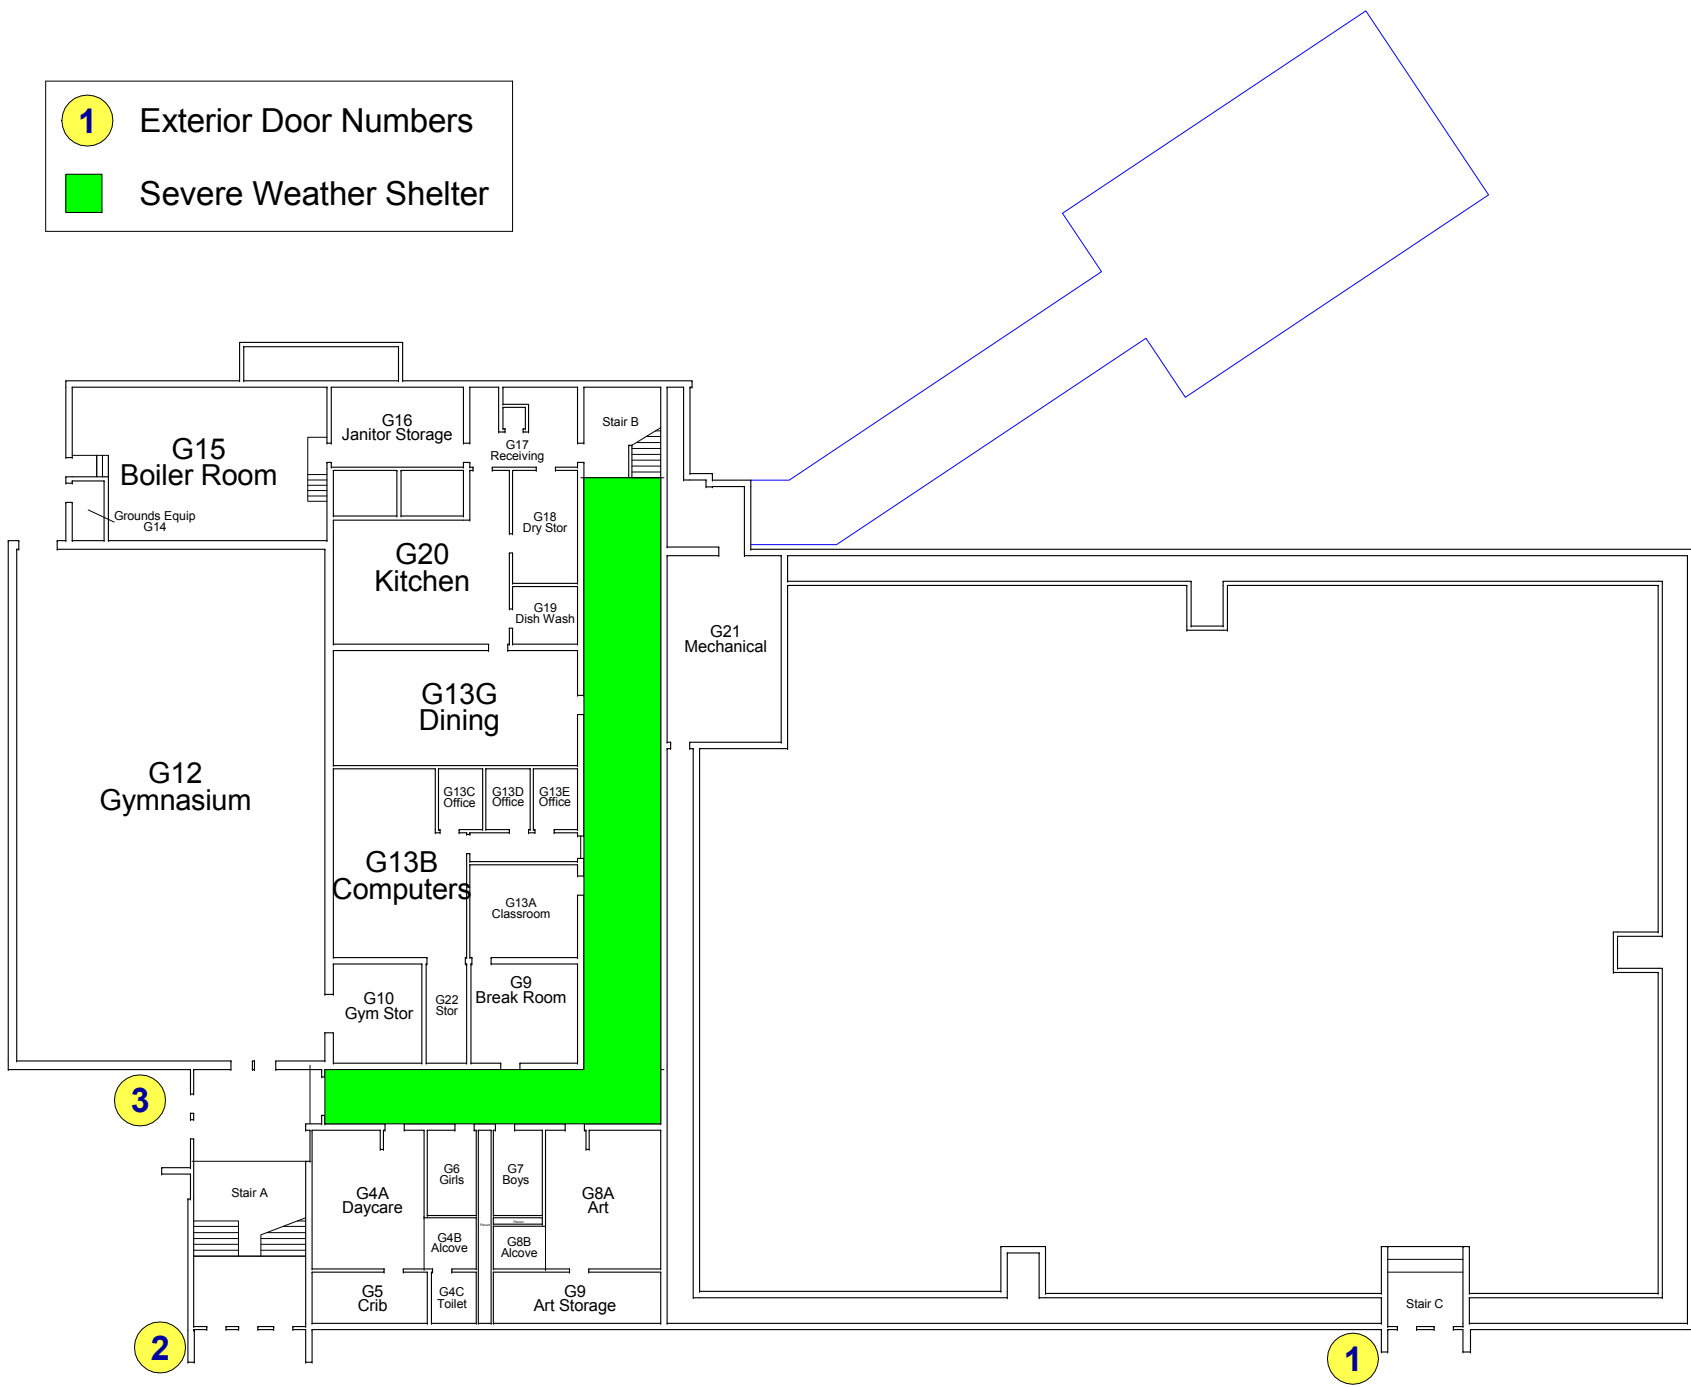 1 Exterior Door Numbers
Severe Weather Shelter
G15
Boiler Room
G16
Janitor Storage
G17
Receiving
Stair B
Grounds Equip
G14
G18
Dry Stor
G20
Kitchen
G19
Dish Wash
G21
Mechanical
G13G
Dining
G12
Gymnasium
G13C
Office
G13D
Office
G13E
Office
G13B
Computers
G13A
Classroom
G10
Gym Stor
G22
Stor
G9
Break Room
3
G6
Girls
G7
Boys
Stair A
G4A
Daycare
G8A
Art
G4B
Alcove
G8B
Alcove
G5
Crib
G4C
Toilet
G9
Art Storage
Stair C
2
1